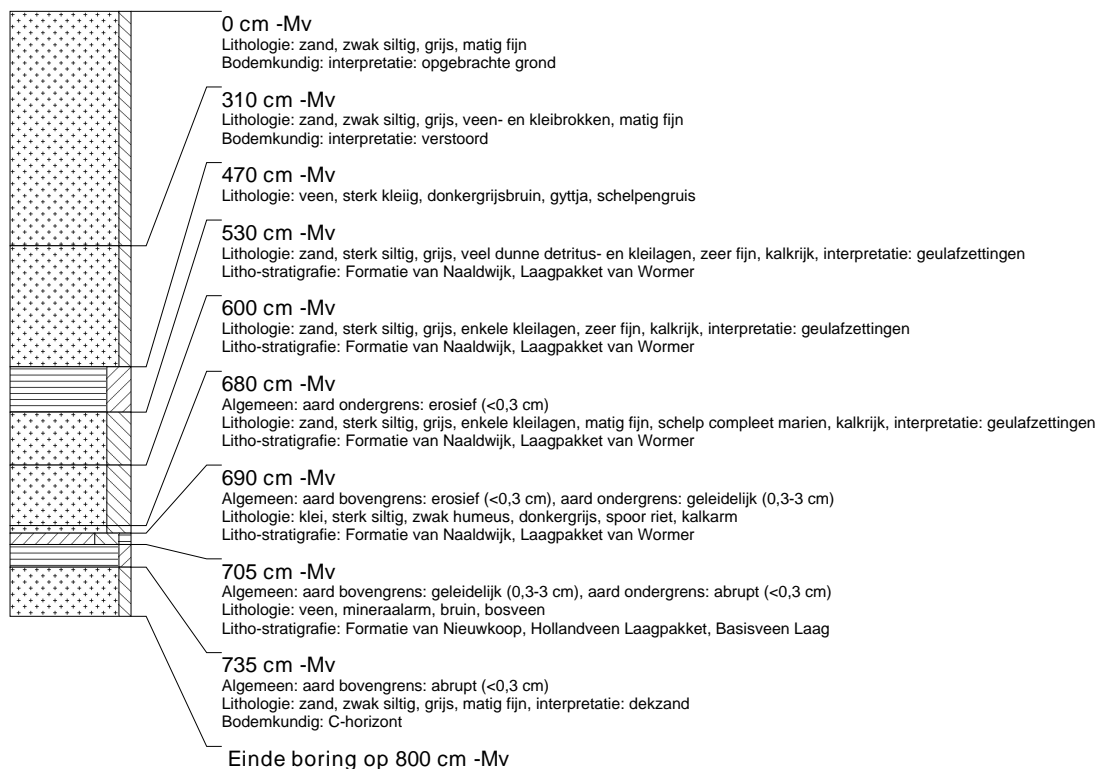 0 cm -Mv
Lithologie: zand, zwak siltig, grijs, matig fijn
Bodemkundig: interpretatie: opgebrachte grond
310 cm -Mv
Lithologie: zand, zwak siltig, grijs, veen- en kleibrokken, matig fijn
Bodemkundig: interpretatie: verstoord
470 cm -Mv
Lithologie: veen, sterk kleiig, donkergrijsbruin, gyttja, schelpengruis
530 cm -Mv
Lithologie: zand, sterk siltig, grijs, veel dunne detritus- en kleilagen, zeer fijn, kalkrijk, interpretatie: geulafzettingen
Litho-stratigrafie: Formatie van Naaldwijk, Laagpakket van Wormer
600 cm -Mv
Lithologie: zand, sterk siltig, grijs, enkele kleilagen, zeer fijn, kalkrijk, interpretatie: geulafzettingen
Litho-stratigrafie: Formatie van Naaldwijk, Laagpakket van Wormer
680 cm -Mv
Algemeen: aard ondergrens: erosief (<0,3 cm)
Lithologie: zand, sterk siltig, grijs, enkele kleilagen, matig fijn, schelp compleet marien, kalkrijk, interpretatie: geulafzettingen
Litho-stratigrafie: Formatie van Naaldwijk, Laagpakket van Wormer
690 cm -Mv
Algemeen: aard bovengrens: erosief (<0,3 cm), aard ondergrens: geleidelijk (0,3-3 cm)
Lithologie: klei, sterk siltig, zwak humeus, donkergrijs, spoor riet, kalkarm
Litho-stratigrafie: Formatie van Naaldwijk, Laagpakket van Wormer
705 cm -Mv
Algemeen: aard bovengrens: geleidelijk (0,3-3 cm), aard ondergrens: abrupt (<0,3 cm)
Lithologie: veen, mineraalarm, bruin, bosveen
Litho-stratigrafie: Formatie van Nieuwkoop, Hollandveen Laagpakket, Basisveen Laag
735 cm -Mv
Algemeen: aard bovengrens: abrupt (<0,3 cm)
Lithologie: zand, zwak siltig, grijs, matig fijn, interpretatie: dekzand
Bodemkundig: C-horizont
Einde boring op 800 cm -Mv